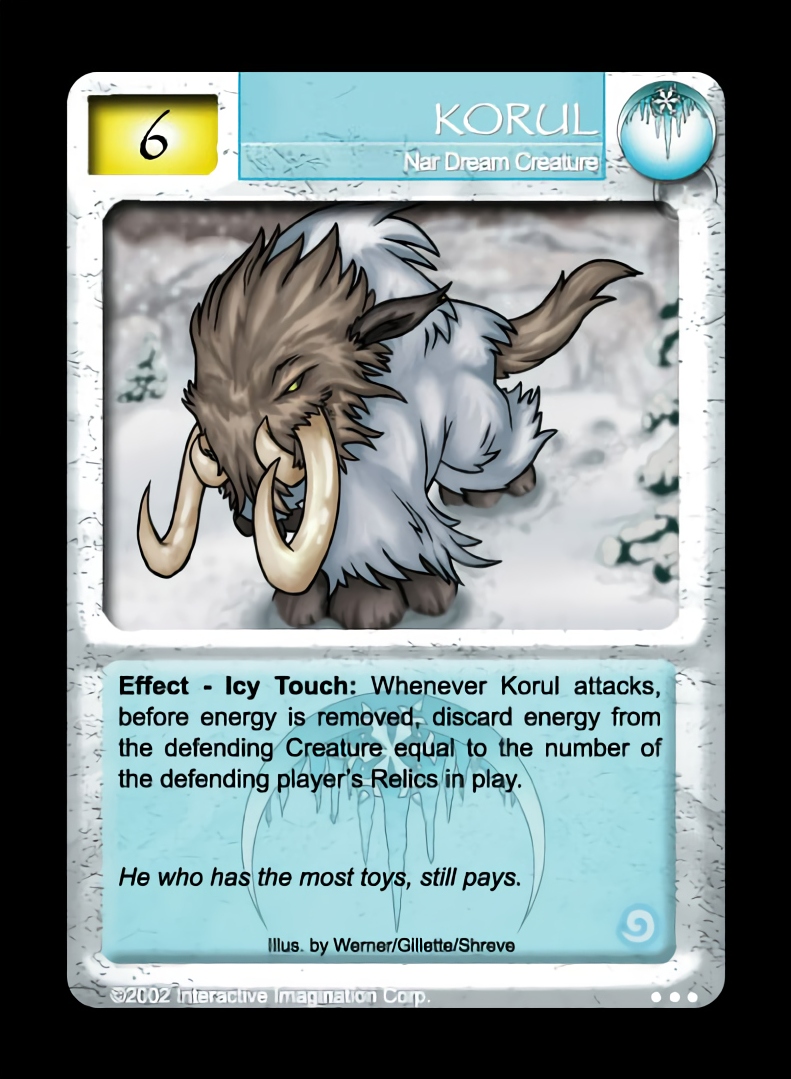 6
KORUL
Nar Dream Creature
Effect - Icy Touch: Whenever Korul attacks,
before energy is removed, discard energy from
the defending Creature equal to the number of
the defending player's Relics in play.
He who has the most toys, still pays.
Illus. by Werner/Gillette/Shreve
©2002 Interactive Imagination Corp.